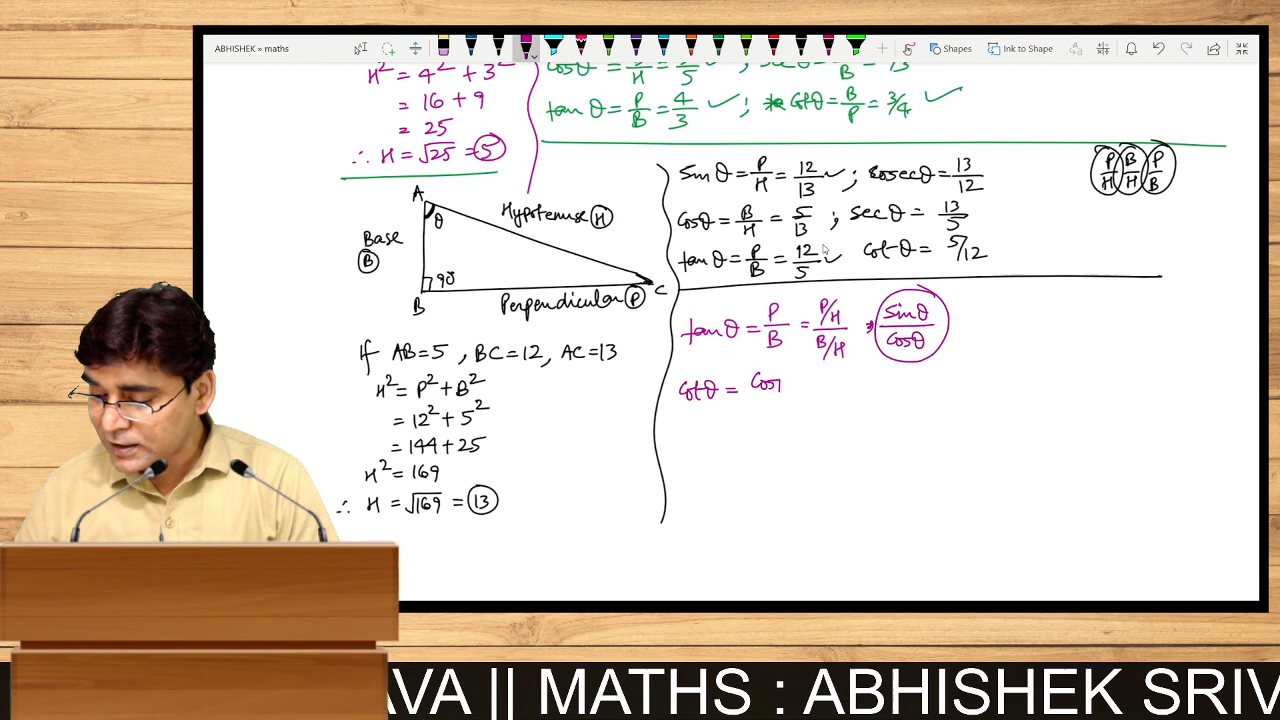 ABHISHEK » maths
Shapes
Ink to Shape
H² = 4² + 3²
= 16 + 9
= 25
∴ H = √25 = 5
tan θ = P/B = 4/3 ✓ ; cot θ = B/P = 3/4 ✓
A
θ
Hypotenuse H
Base
B
90°
B
Perpendicular P
C
If AB = 5 , BC = 12, AC = 13
H² = P² + B²
= 12² + 5²
= 144 + 25
H² = 169
∴ H = √169 = 13
sin θ = P/H = 12/13 ✓ ; cosec θ = 13/12
P/H B/H P/B
cos θ = B/H = 5/13 ; sec θ = 13/5
tan θ = P/B = 12/5 ✓ cot θ = 5/12
tan θ = P/B = P/H / B/H = sin θ / cos θ
cot θ = cos
AVA || MATHS : ABHISHEK SRIV